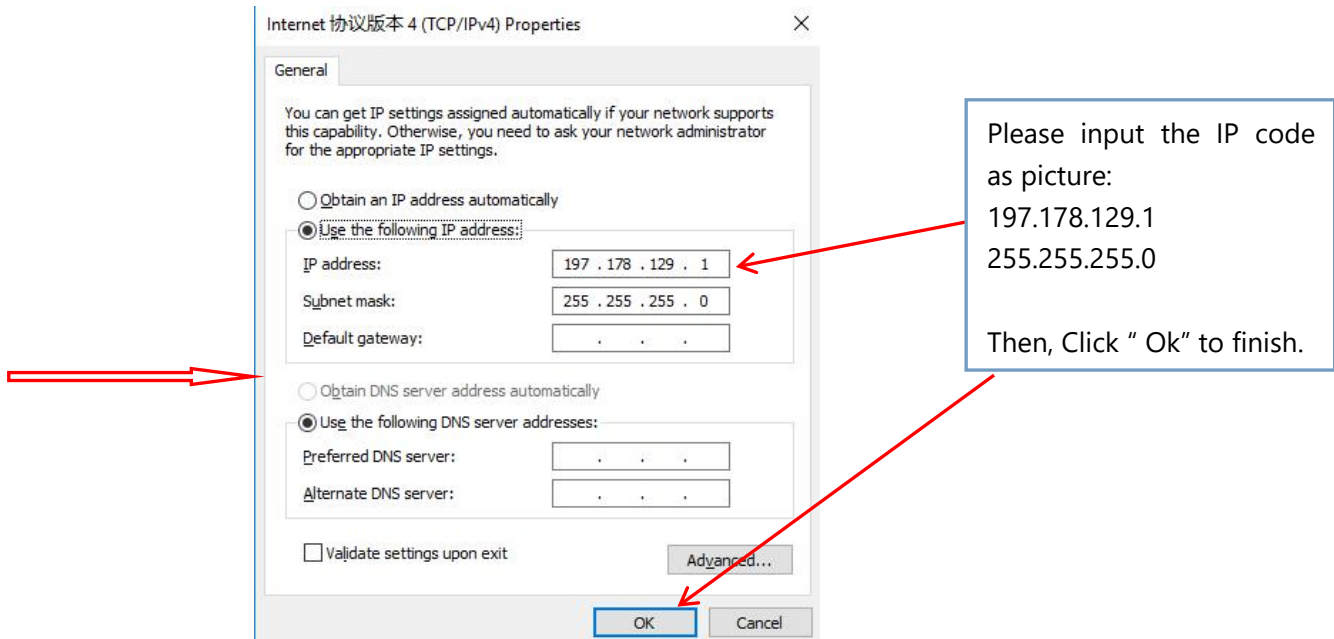 Internet 协议版本 4 (TCP/IPv4) Properties
General
You can get IP settings assigned automatically if your network supports
this capability. Otherwise, you need to ask your network administrator
for the appropriate IP settings.
Obtain an IP address automatically
Use the following IP address:
IP address:
197 . 178 . 129 . 1
Subnet mask:
255 . 255 . 255 . 0
Default gateway:
. . .
Obtain DNS server address automatically
Use the following DNS server addresses:
Preferred DNS server:
. . .
Alternate DNS server:
. . .
Validate settings upon exit
Advanced...
OK
Cancel
Please input the IP code
as picture:
197.178.129.1
255.255.255.0
Then, Click “ Ok” to finish.